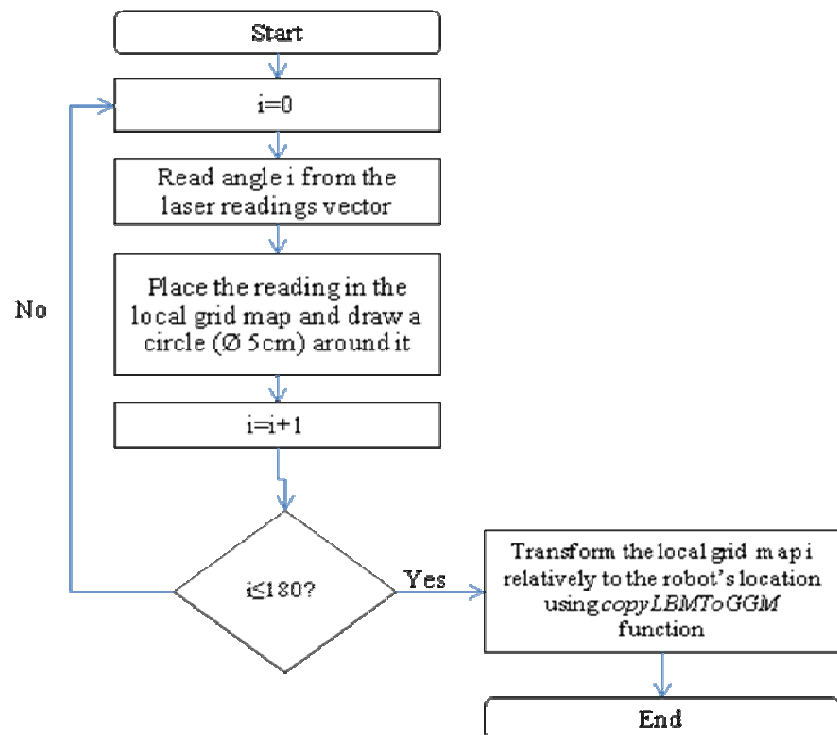 Start
i=0
Read angle i from the
laser readings vector
Place the reading in the
local grid map and draw a
circle (Ø 5cm) around it
No
i=i+1
i≤180?
Yes
Transform the local grid map i
relatively to the robot's location
using copyLBMToGGM
function
End